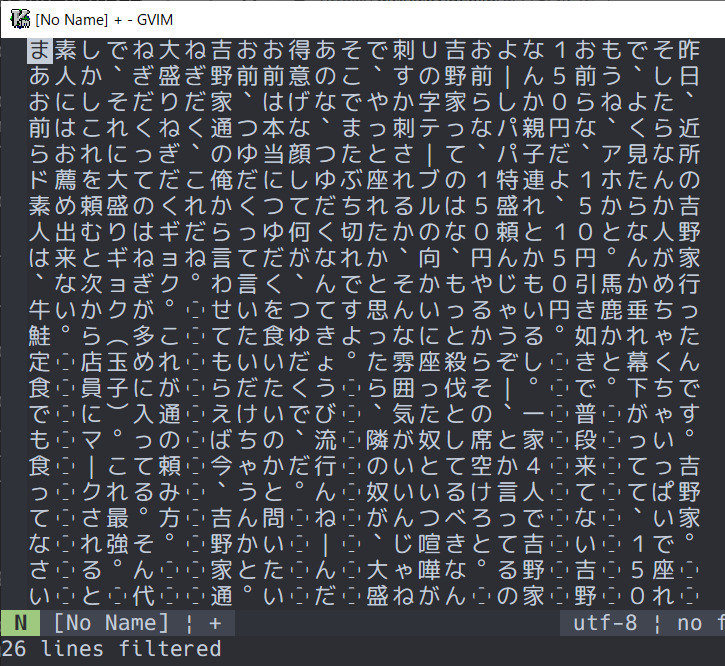 [No Name] + - GVIM
昨日、近所の吉野家行ったんです。吉野家。
そしたらなんか人がめちゃくちゃいっぱいで座れ
で、よく見たらなんか垂れ幕下がってて、１５０
もうね、アホかと。馬鹿かと。
お前らな、１５０円引き如きで普段来てない吉野
１５０円だよ、１５０円。
なんか親子連れとかもいるし。一家４人で吉野家
よ｜しパパ特盛頼んじゃうぞ｜、とか言ってるの
お前らな、１５０円やるからその席空けろと。
吉野家ってのはな、もっと殺伐としてるべきなん
Ｕの字テ｜ブルの向かいに座った奴といつ喧嘩が
刺すか刺されるか、そんな雰囲気がいいんじゃね
で、やっと座れたかと思ったら、隣の奴が、大盛
そこでまたぶち切れですよ。
あのな、つゆだくなんてきょうび流行んね｜んだ
得意げな顔して何が、つゆだくで、だ。
お前は本当につゆだくを食いたいのかと問いたい
お前、つゆだくって言いたいだけちゃうんかと。
吉野家通の俺から言わせてもらえば今、吉野家通
ねぎだく、これだね。
大盛りねぎだくギョク。これが通の頼み方。
ねぎだくってのはねぎが多めに入ってる。そん代
で、それに大盛りギョク（玉子）。これ最強。
しかしこれを頼むと次から店員にマ｜クされると
素人にはお薦め出来ない。
まあお前らド素人は、牛鮭定食でも食ってなさい
N [No Name] ¦ + utf-8 ¦ no f
26 lines filtered